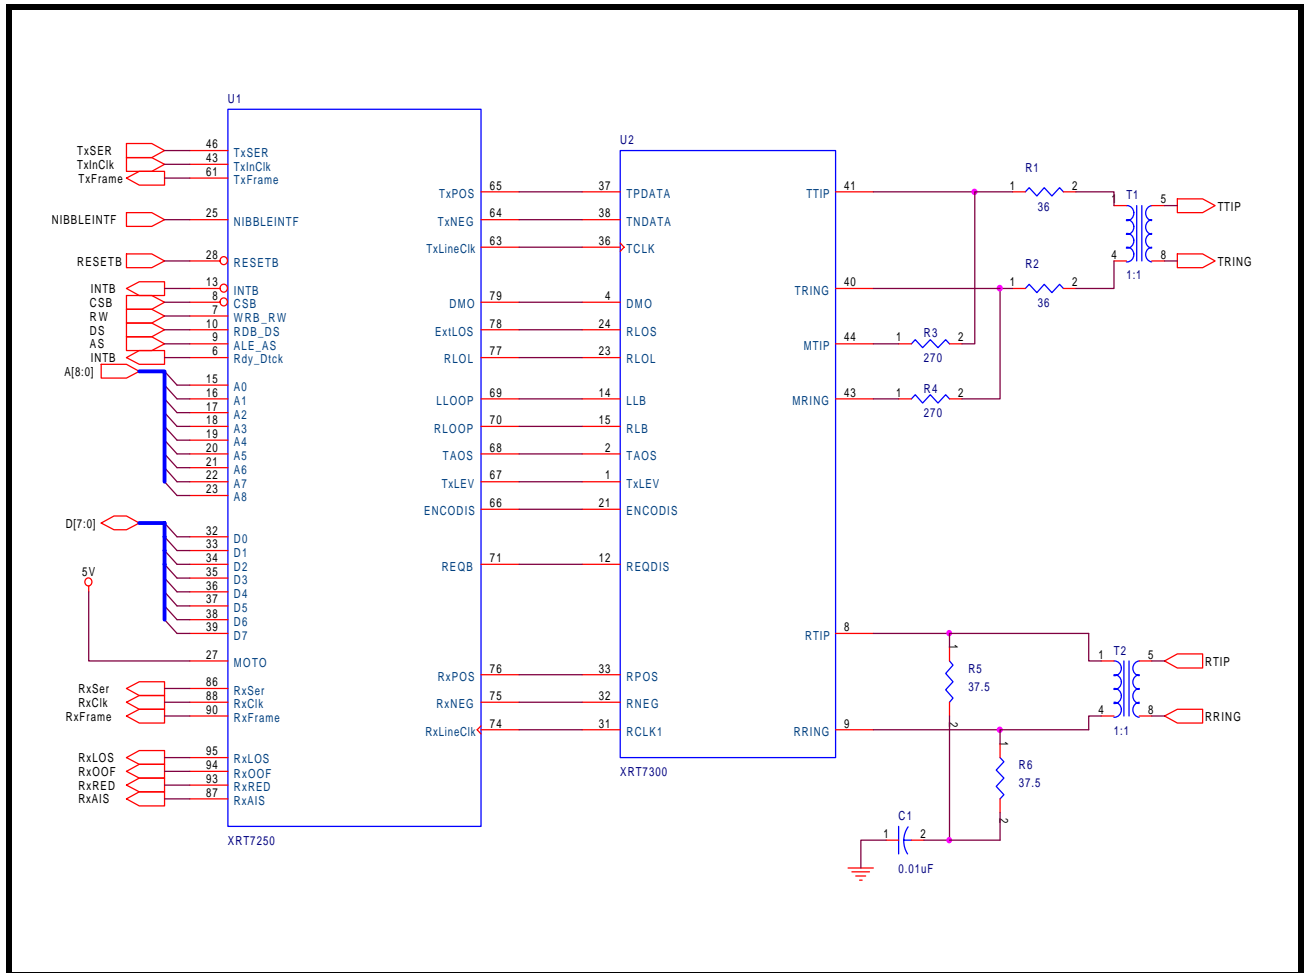 U1
TxSER 46 TxSER
TxInClk 43 TxInClk
TxFrame 61 TxFrame
NIBBLEINTF 25 NIBBLEINTF
RESETB 28 RESETB
INTB 13 INTB
CSB 8 CSB
RW 7 WRB_RW
DS 10 RDB_DS
AS 9 ALE_AS
INTB 6 Rdy_Dtck
A[8:0]
15 A0
16 A1
17 A2
18 A3
19 A4
20 A5
21 A6
22 A7
23 A8
D[7:0]
32 D0
33 D1
34 D2
35 D3
36 D4
37 D5
38 D6
39 D7
5V
27 MOTO
RxSer 86 RxSer
RxClk 88 RxClk
RxFrame 90 RxFrame
RxLOS 95 RxLOS
RxOOF 94 RxOOF
RxRED 93 RxRED
RxAIS 87 RxAIS
XRT7250
U2
TxPOS 65 37 TPDATA
TxNEG 64 38 TNDATA
TxLineClk 63 36 TCLK
DMO 79 4 DMO
ExtLOS 78 24 RLOS
RLOL 77 23 RLOL
LLOOP 69 14 LLB
RLOOP 70 15 RLB
TAOS 68 2 TAOS
TxLEV 67 1 TxLEV
ENCODIS 66 21 ENCODIS
REQB 71 12 REQDIS
RxPOS 76 33 RPOS
RxNEG 75 32 RNEG
RxLineClk 74 31 RCLK1
XRT7300
TTIP 41
TRING 40
MTIP 44
MRING 43
RTIP 8
RRING 9
R1
1 2
36
R2
1 2
36
R3
1 2
270
R4
1 2
270
T1
1 5 TTIP
4 8 TRING
1:1
T2
1 5 RTIP
4 8 RRING
1:1
1
R5
37.5
2
1
R6
37.5
2
C1
1 2
0.01uF